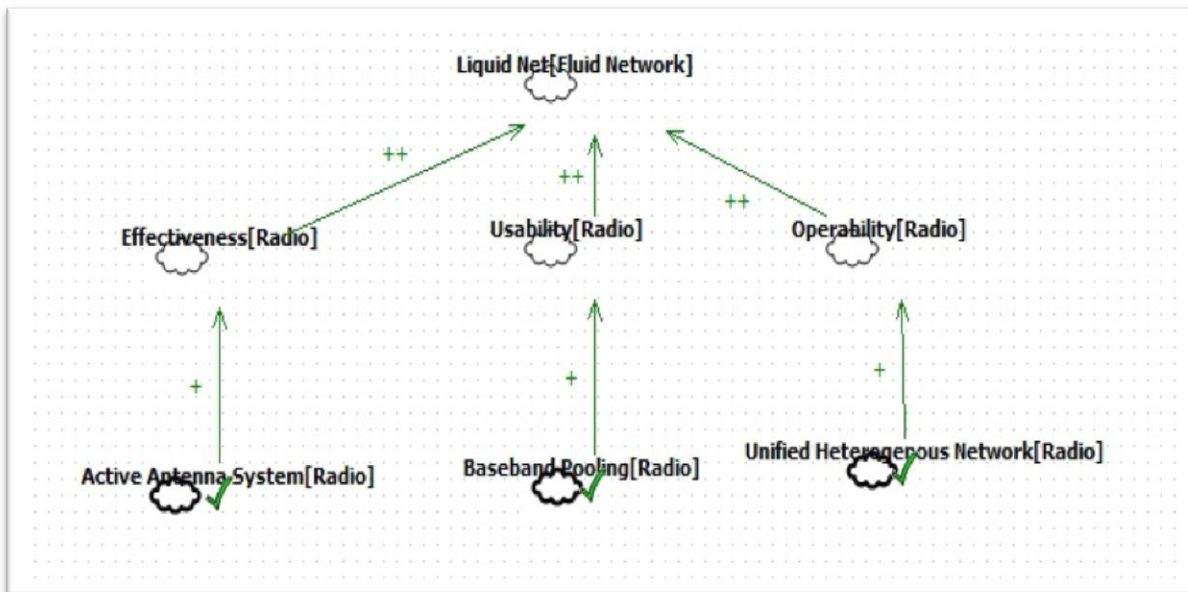 Liquid Net[Fluid Network]
++
++
++
Effectiveness[Radio]
Usability[Radio]
Operability[Radio]
+
+
+
Active Antenna System[Radio]
Baseband Pooling[Radio]
Unified Heterogenous Network[Radio]